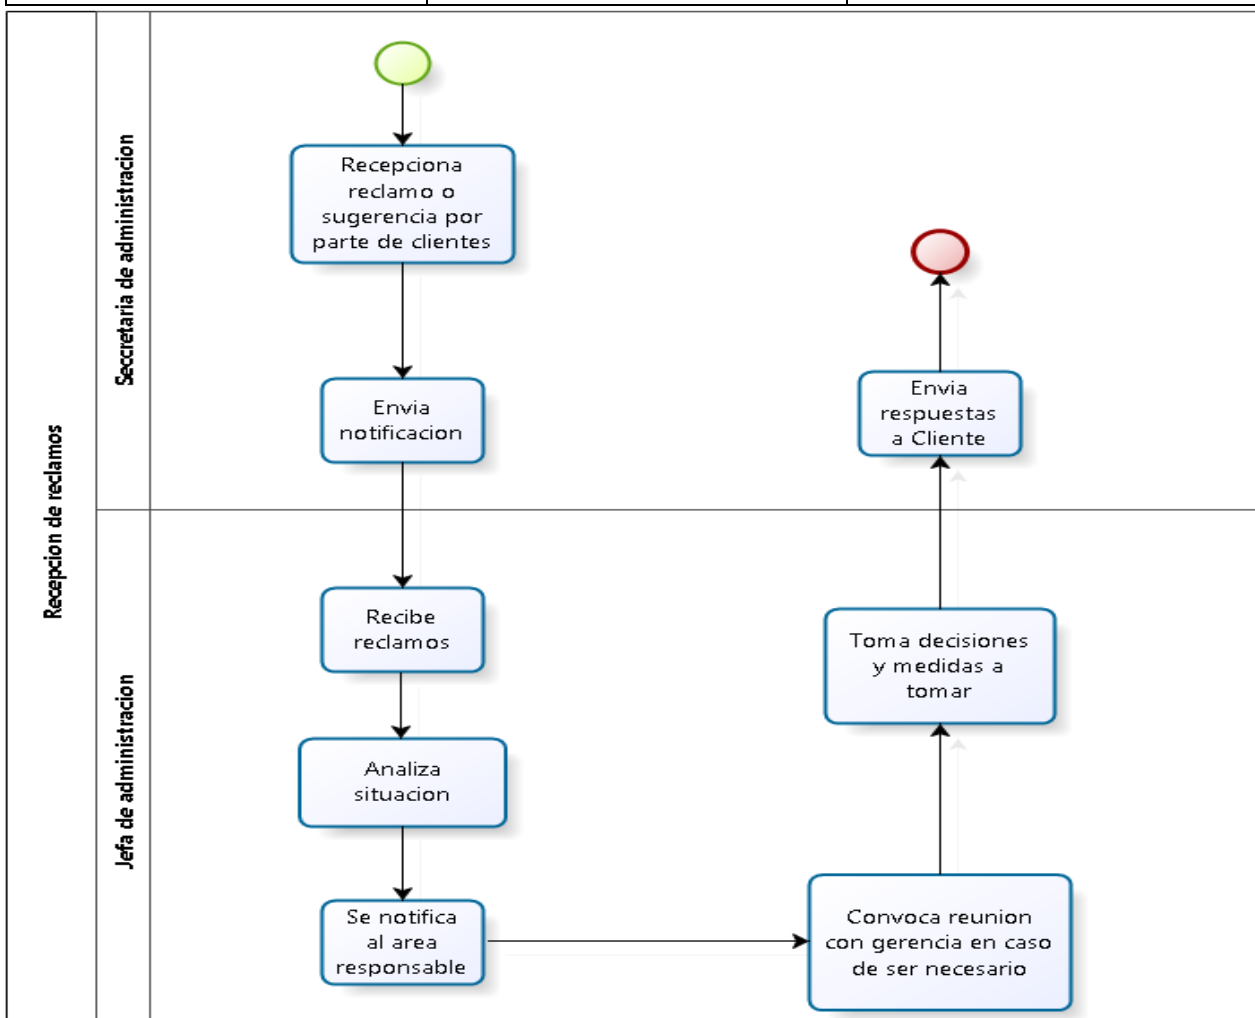 Recepcion de reclamos
Seccretaria de administracion
Recepciona
reclamo o
sugerencia por
parte de clientes
Envia
notificacion
Envia
respuestas
a Cliente
Jefa de administracion
Recibe
reclamos
Analiza
situacion
Se notifica
al area
responsable
Convoca reunion
con gerencia en caso
de ser necesario
Toma decisiones
y medidas a
tomar